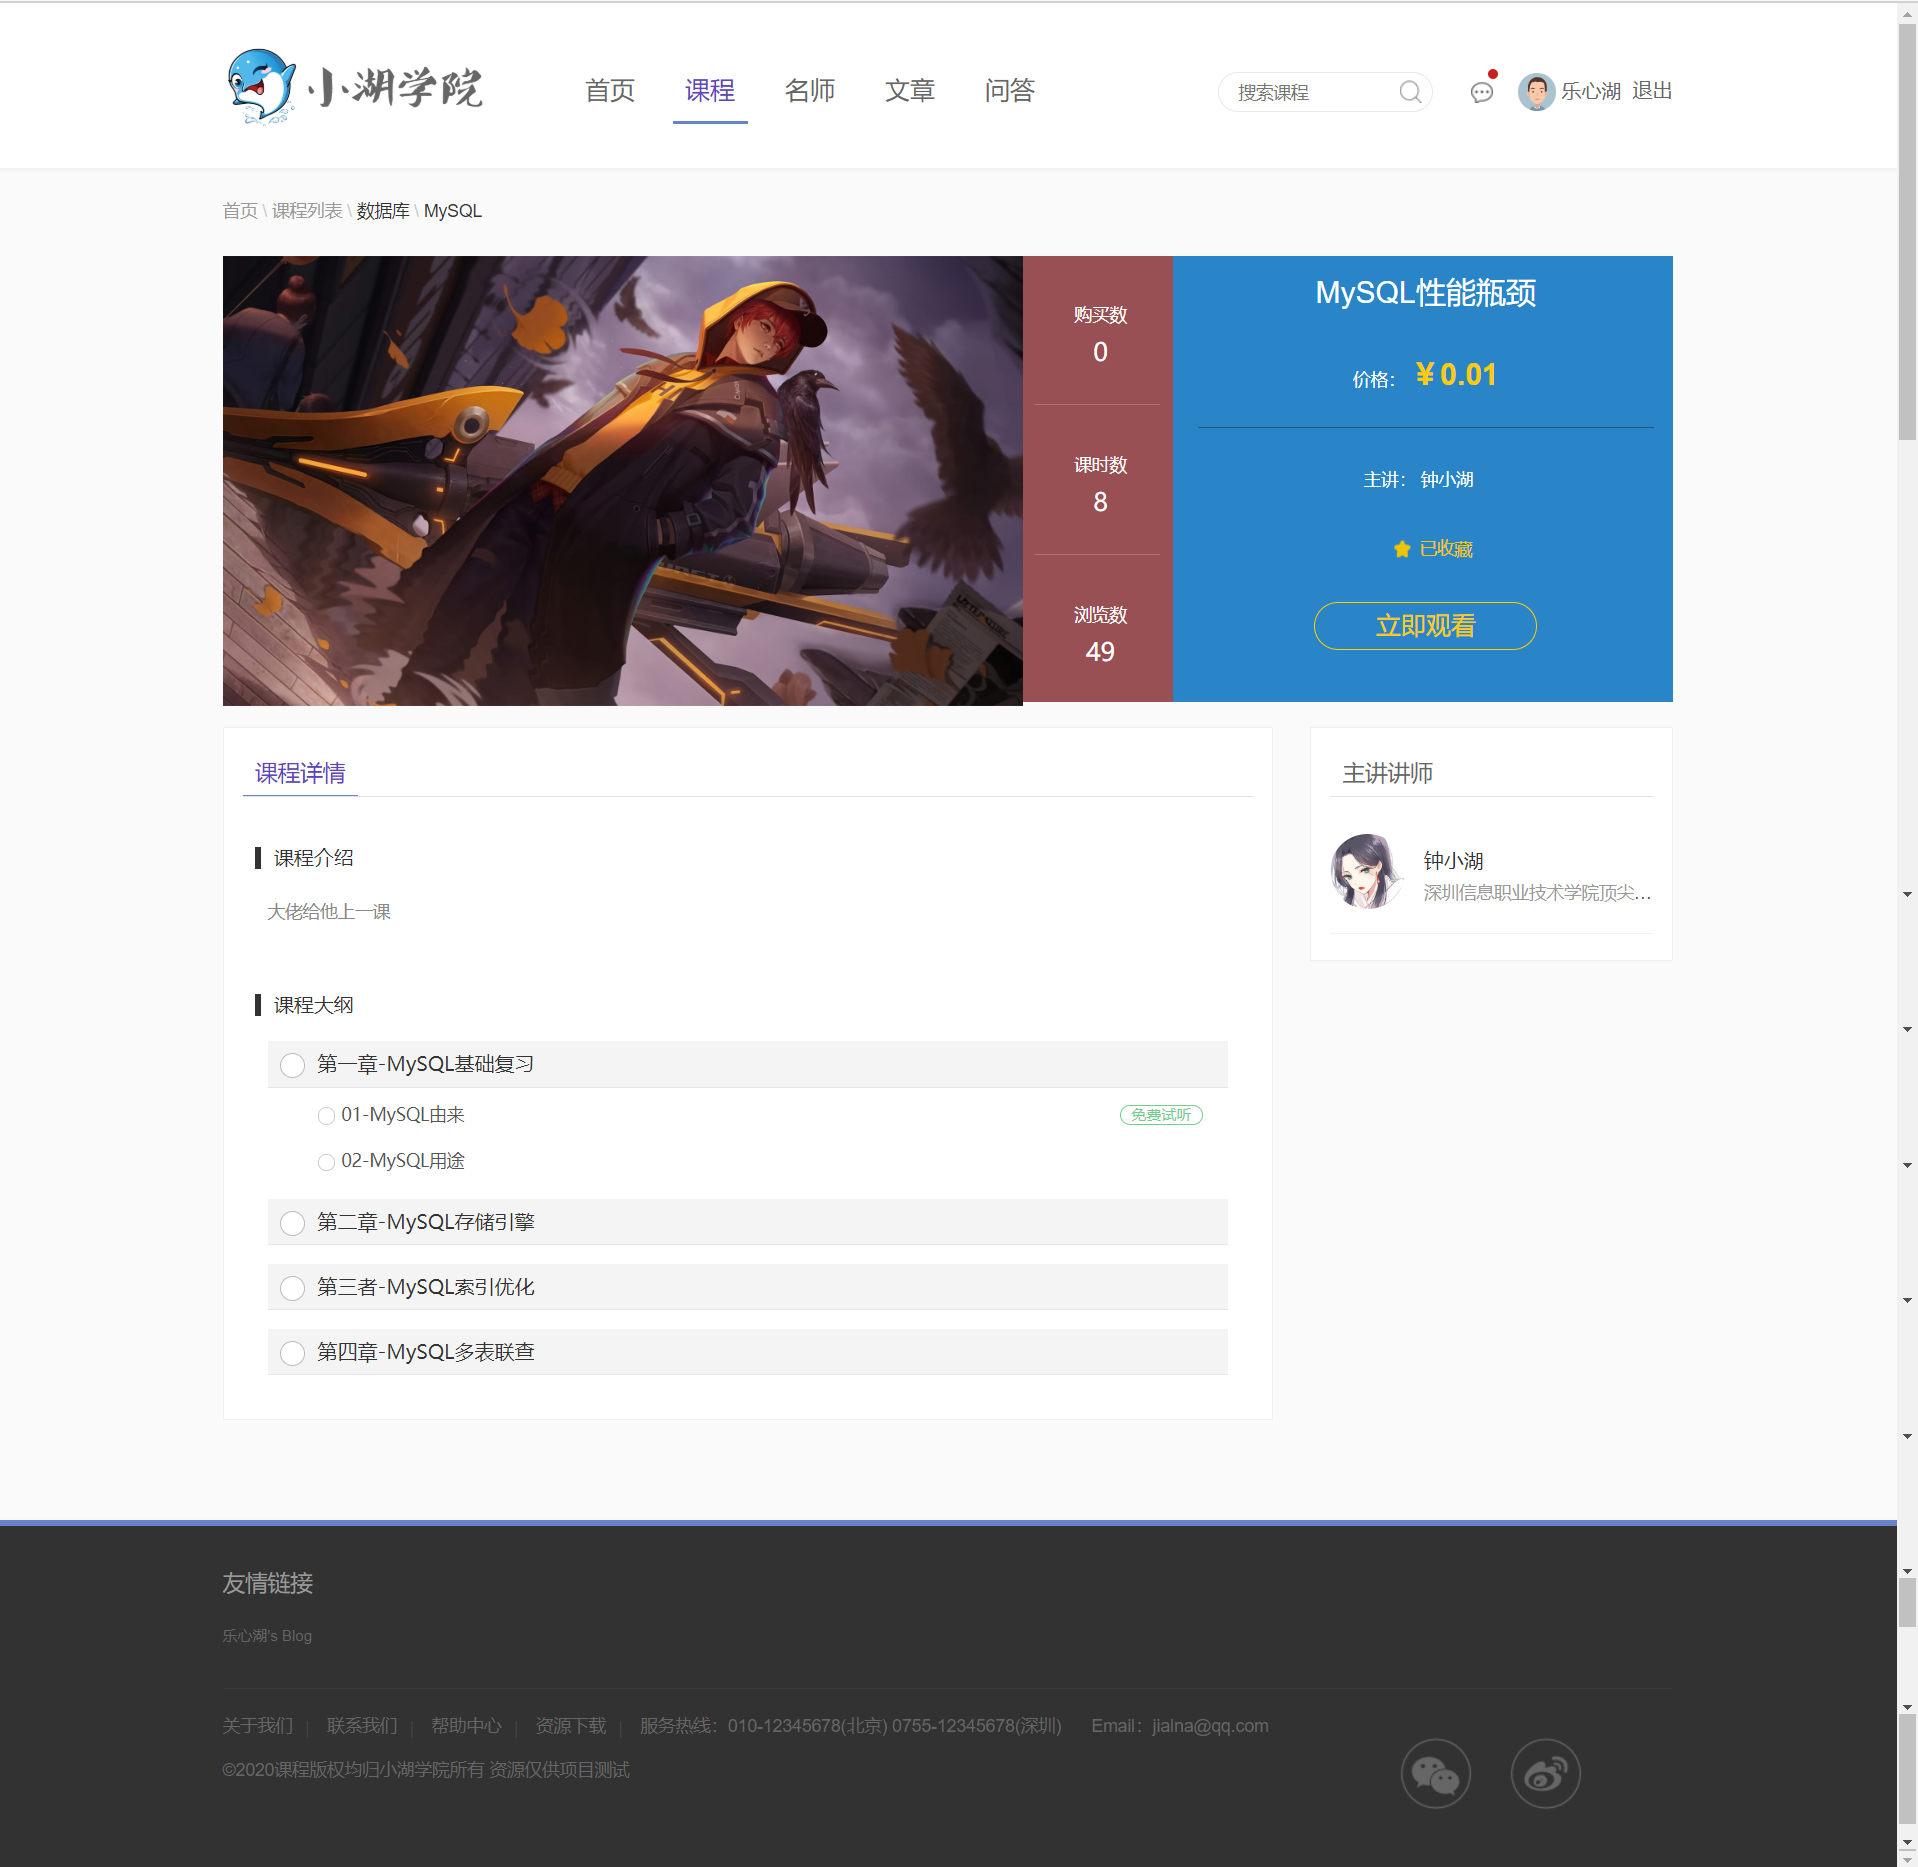 小湖学院
首页 课程 名师 文章 问答
搜索课程
乐心湖 退出
首页 \ 课程列表 \ 数据库 \ MySQL
购买数
0
课时数
8
浏览数
49
MySQL性能瓶颈
价格： ¥ 0.01
主讲： 钟小湖
已收藏
立即观看
课程详情
课程介绍
大佬给他上一课
课程大纲
第一章-MySQL基础复习
01-MySQL由来
免费试听
02-MySQL用途
第二章-MySQL存储引擎
第三者-MySQL索引优化
第四章-MySQL多表联查
主讲讲师
钟小湖
深圳信息职业技术学院顶尖...
友情链接
乐心湖's Blog
关于我们 | 联系我们 | 帮助中心 | 资源下载 | 服务热线：010-12345678(北京) 0755-12345678(深圳) Email：jialna@qq.com
©2020课程版权均归小湖学院所有 资源仅供项目测试